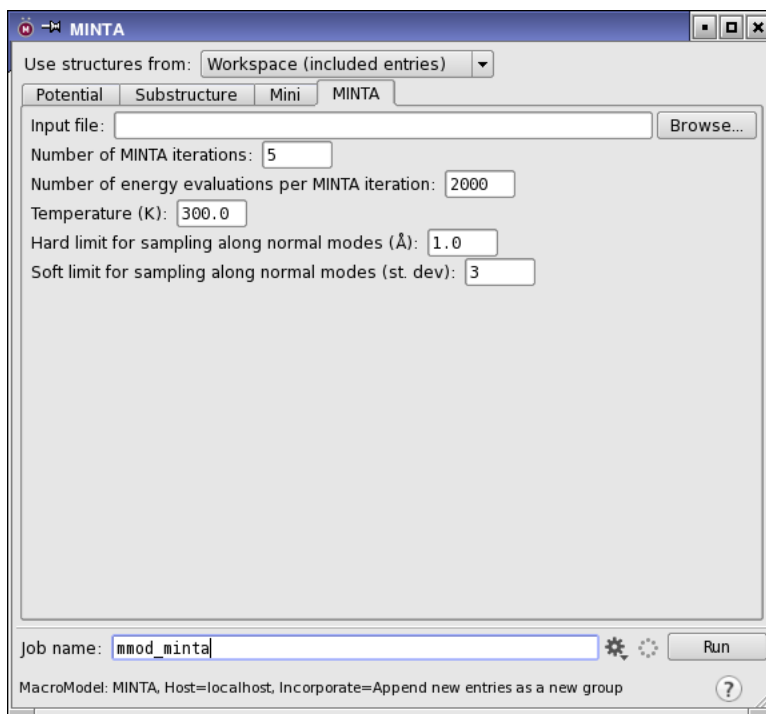 MINTA
Use structures from: Workspace (included entries)
Potential Substructure Mini MINTA
Input file: Browse...
Number of MINTA iterations: 5
Number of energy evaluations per MINTA iteration: 2000
Temperature (K): 300.0
Hard limit for sampling along normal modes (Å): 1.0
Soft limit for sampling along normal modes (st. dev): 3
Job name: mmod_minta Run
MacroModel: MINTA, Host=localhost, Incorporate=Append new entries as a new group ?